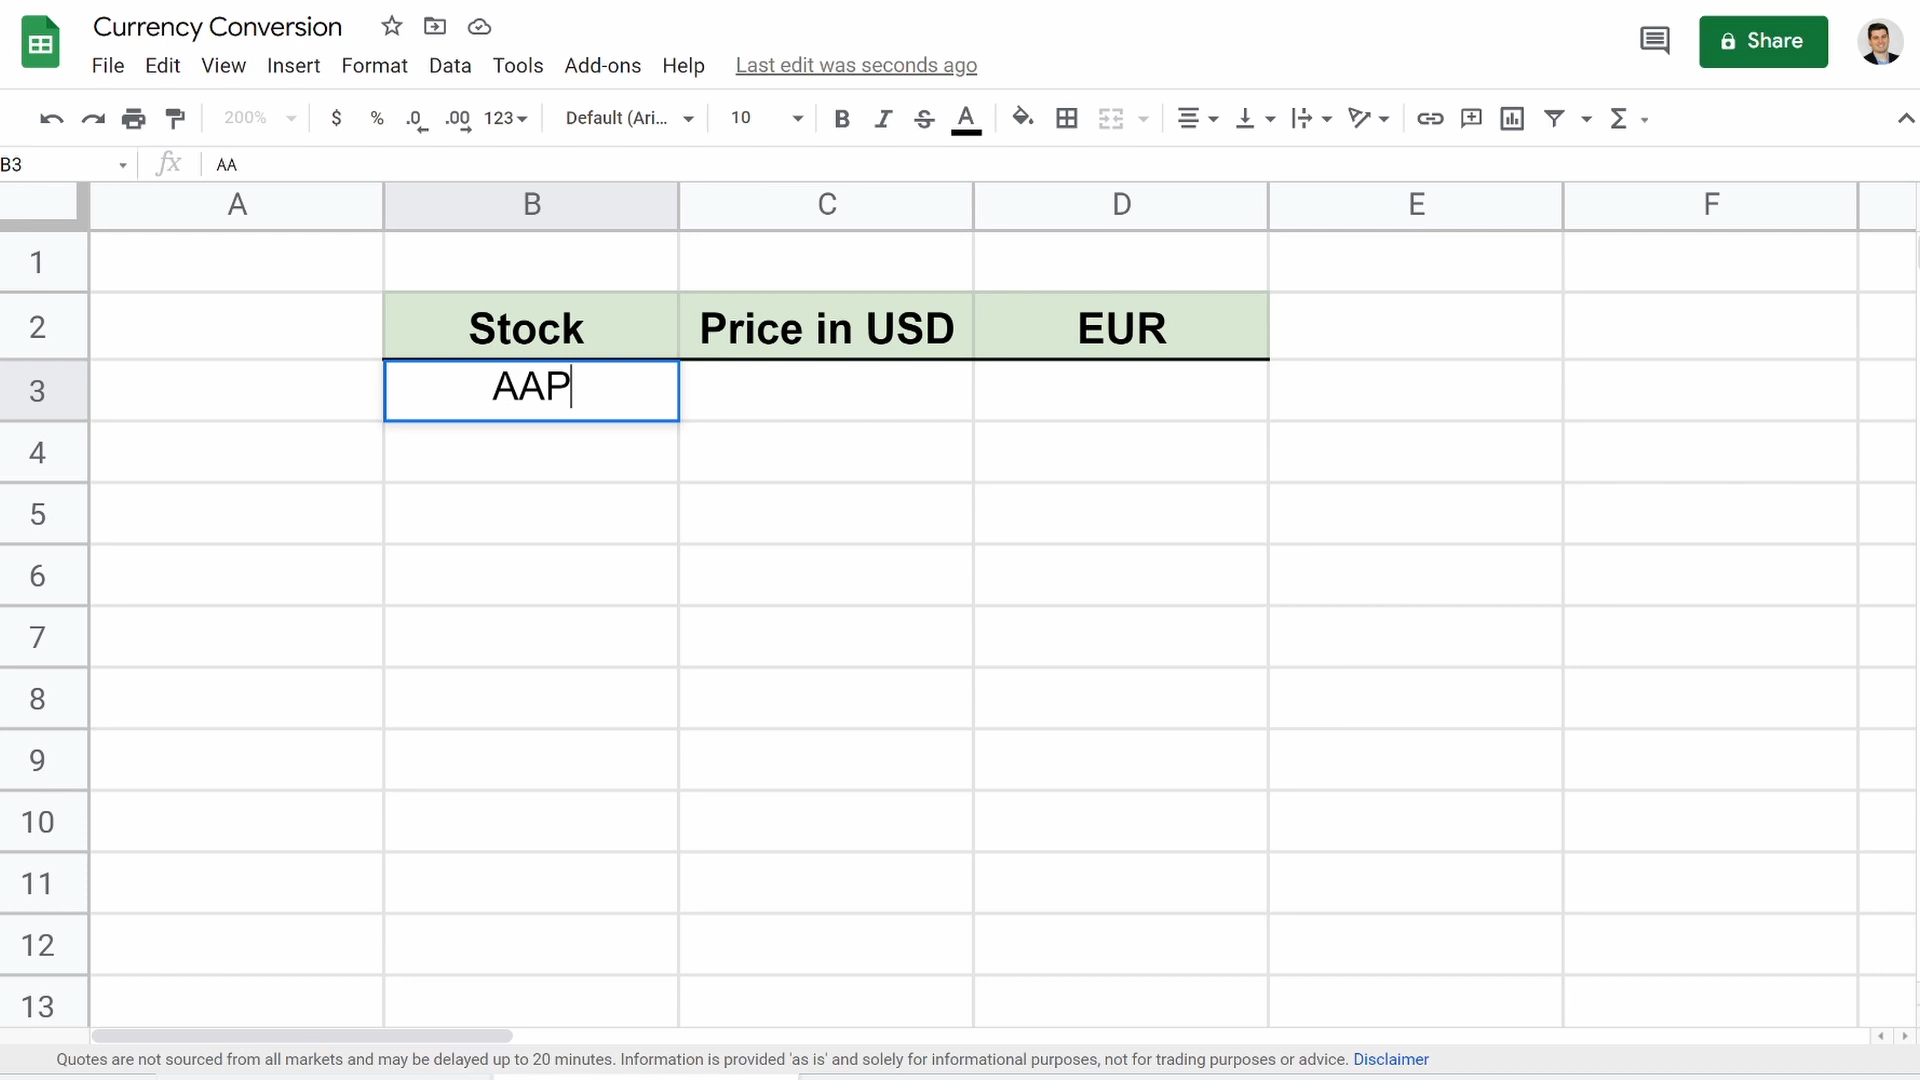 Currency Conversion
Share
File Edit View Insert Format Data Tools Add-ons Help Last edit was seconds ago
200% $ % .0 .00 123 Default (Ari... 10 B I S A Σ
B3 fx AA
A B C D E F
1
2 Stock Price in USD EUR
3 AAP
4
5
6
7
8
9
10
11
12
13
Quotes are not sourced from all markets and may be delayed up to 20 minutes. Information is provided 'as is' and solely for informational purposes, not for trading purposes or advice. Disclaimer